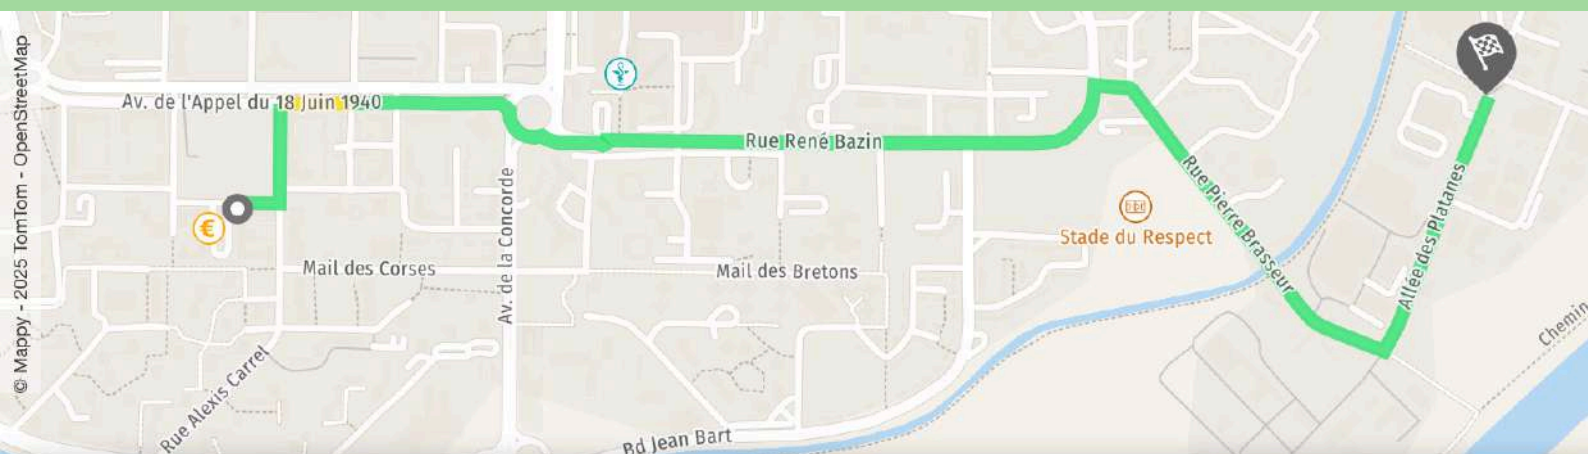 © Mappy - 2025 TomTom - OpenStreetMap
Av. de l'Appel du 18 Juin 1940
Rue René Bazin
Rue Pierre Brasseur
Allée des Platanes
€
Stade du Respect
Av. de la Concorde
Mail des Corses
Mail des Bretons
Rue Alexis Carrel
Bd Jean Bart
Chemin